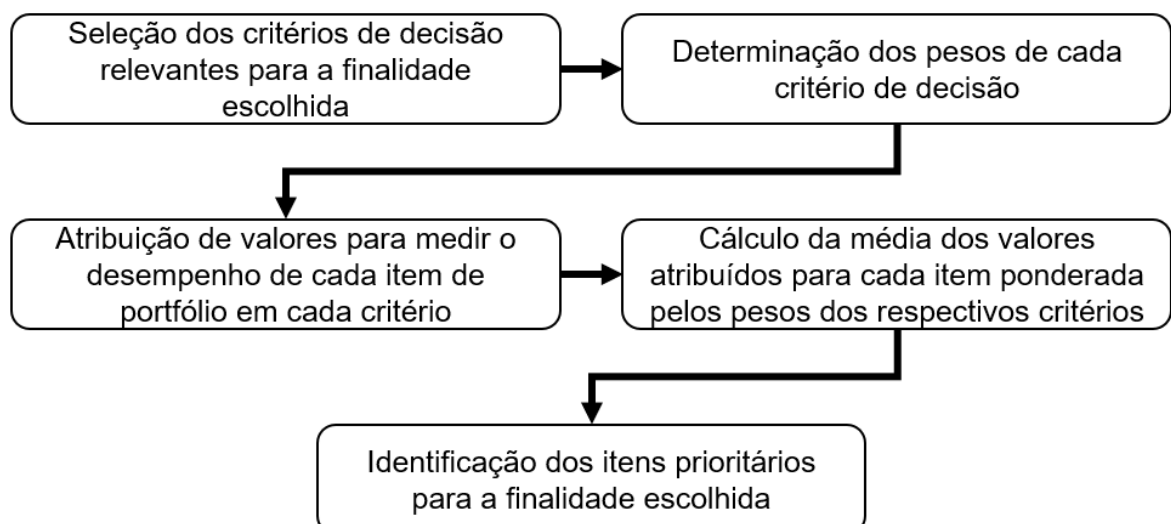 Seleção dos critérios de decisão
relevantes para a finalidade
escolhida
Determinação dos pesos de cada
critério de decisão
Atribuição de valores para medir o
desempenho de cada item de
portfólio em cada critério
Cálculo da média dos valores
atribuídos para cada item ponderada
pelos pesos dos respectivos critérios
Identificação dos itens prioritários
para a finalidade escolhida